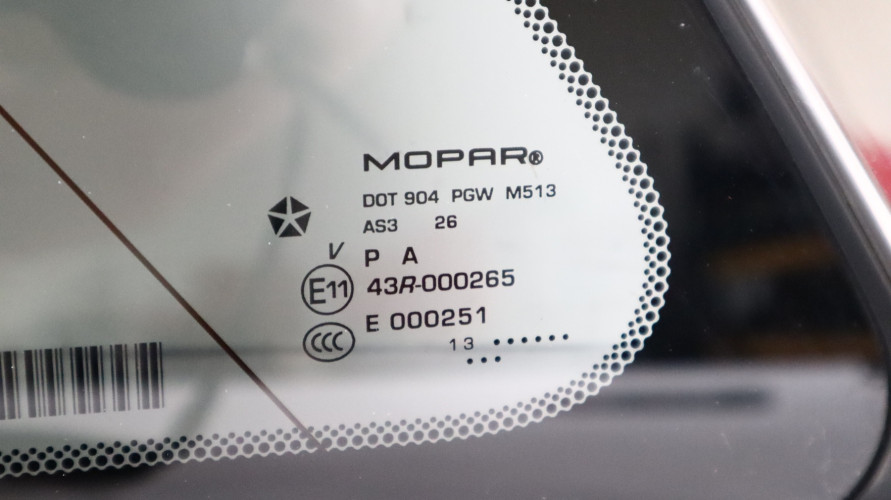 MOPAR®
DOT 904 PGW M513
AS3 26
V P A
E11 43R-000265
CCC E 000251
13